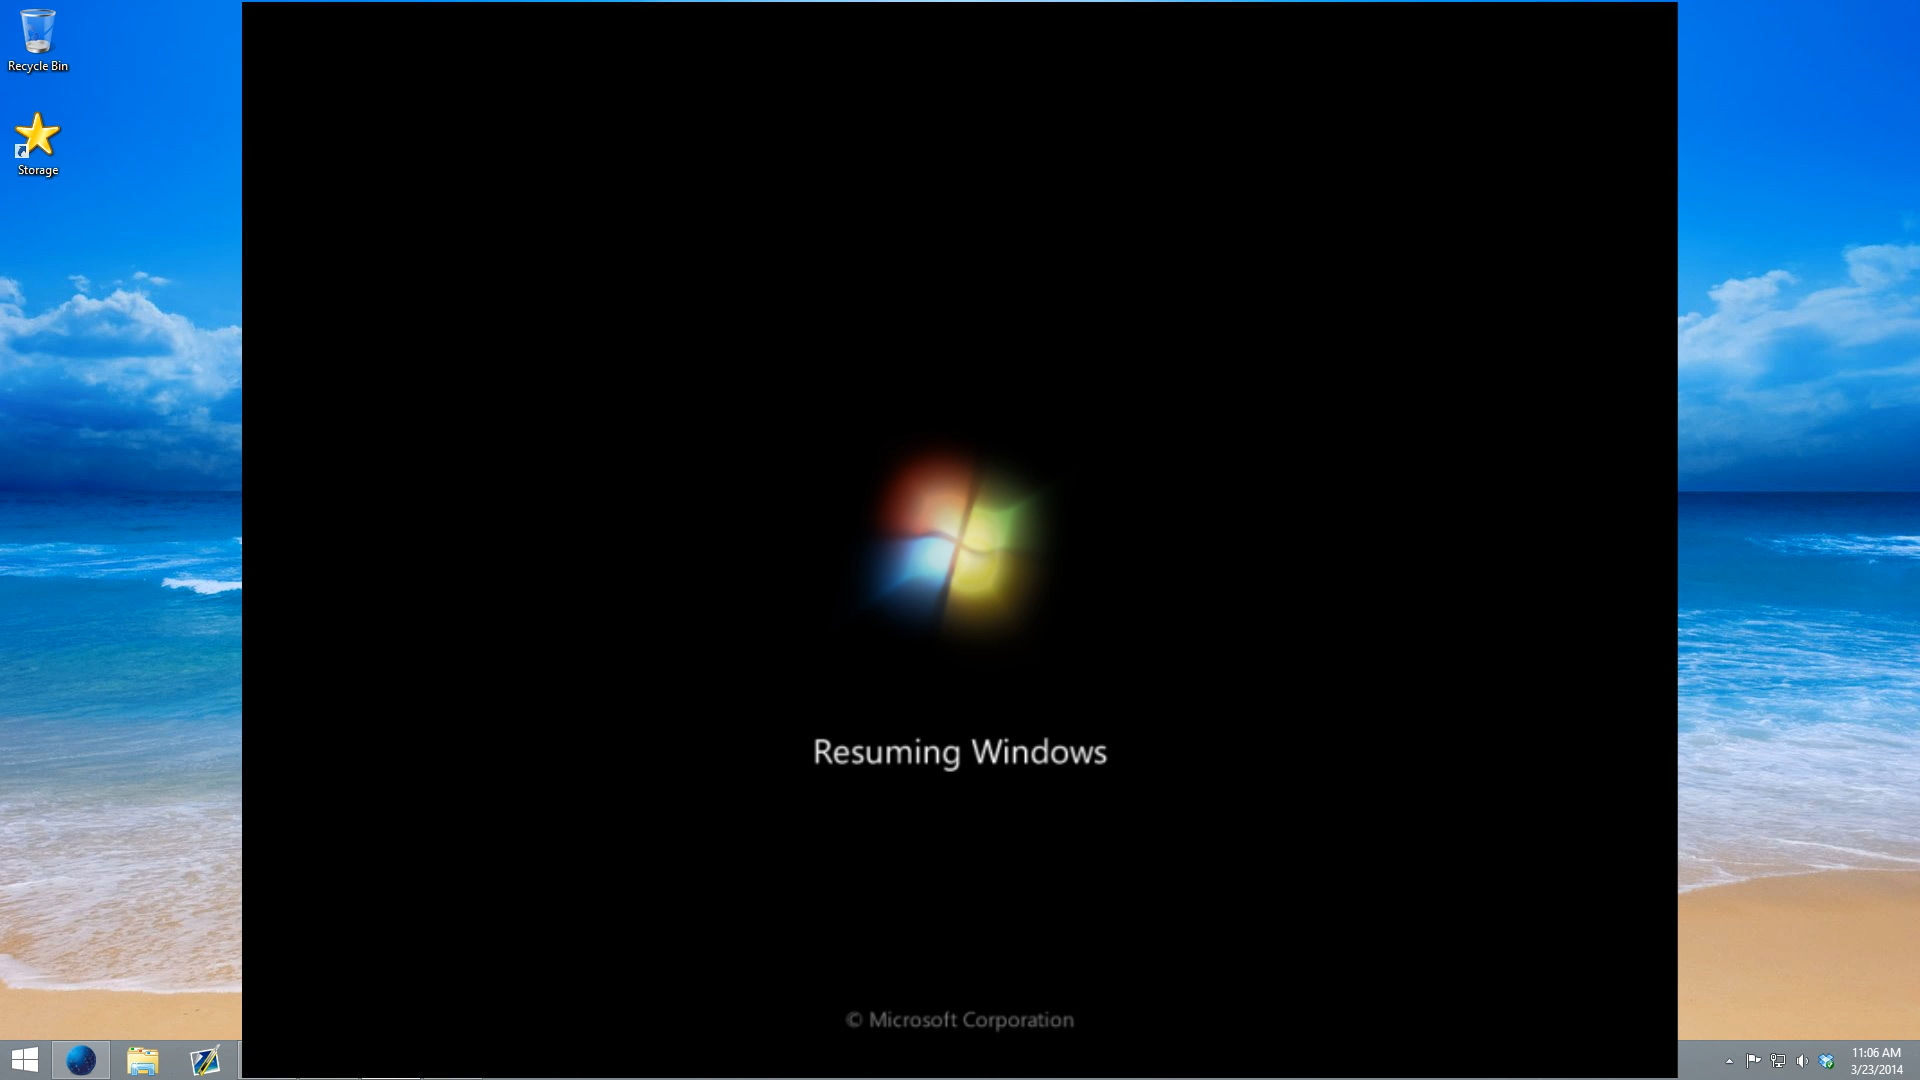 Recycle Bin
Storage
Resuming Windows
© Microsoft Corporation
11:06 AM
3/23/2014